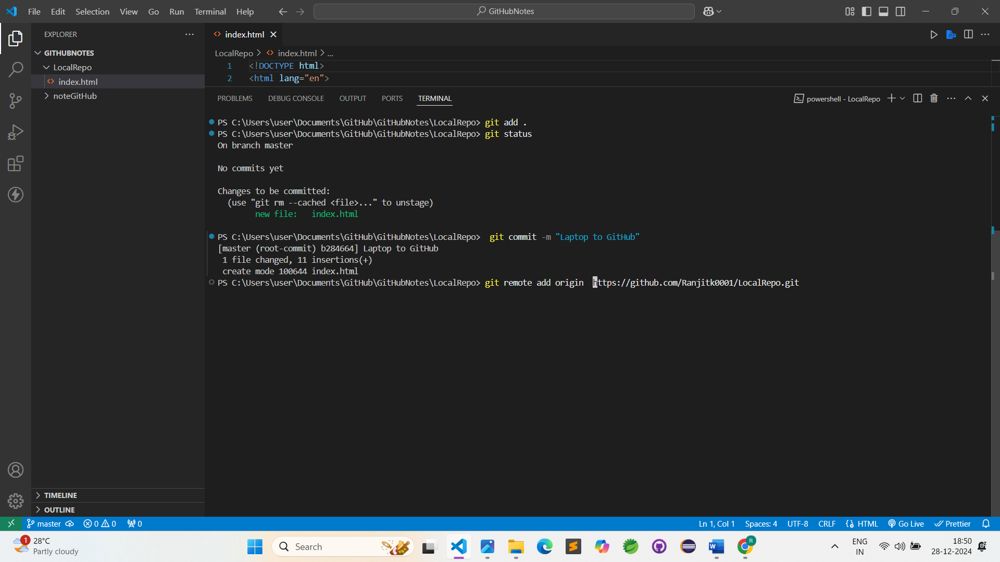 File Edit Selection View Go Run Terminal Help
GitHubNotes
EXPLORER
GITHUBNOTES
LocalRepo
index.html
noteGitHub
TIMELINE
OUTLINE
index.html
LocalRepo > index.html > ...
1 <!DOCTYPE html>
2 <html lang="en">
PROBLEMS DEBUG CONSOLE OUTPUT PORTS TERMINAL
powershell - LocalRepo
PS C:\Users\user\Documents\GitHub\GitHubNotes\LocalRepo> git add .
PS C:\Users\user\Documents\GitHub\GitHubNotes\LocalRepo> git status
On branch master
No commits yet
Changes to be committed:
(use "git rm --cached <file>..." to unstage)
new file: index.html
PS C:\Users\user\Documents\GitHub\GitHubNotes\LocalRepo> git commit -m "Laptop to GitHub"
[master (root-commit) b284664] Laptop to GitHub
1 file changed, 11 insertions(+)
create mode 100644 index.html
PS C:\Users\user\Documents\GitHub\GitHubNotes\LocalRepo> git remote add origin https://github.com/Ranjitk0001/LocalRepo.git
master 0 0 0
Ln 1, Col 1 Spaces: 4 UTF-8 CRLF {} HTML Go Live Prettier
1
28°C
Partly cloudy
Search
W
R
ENG
IN
18:50
28-12-2024